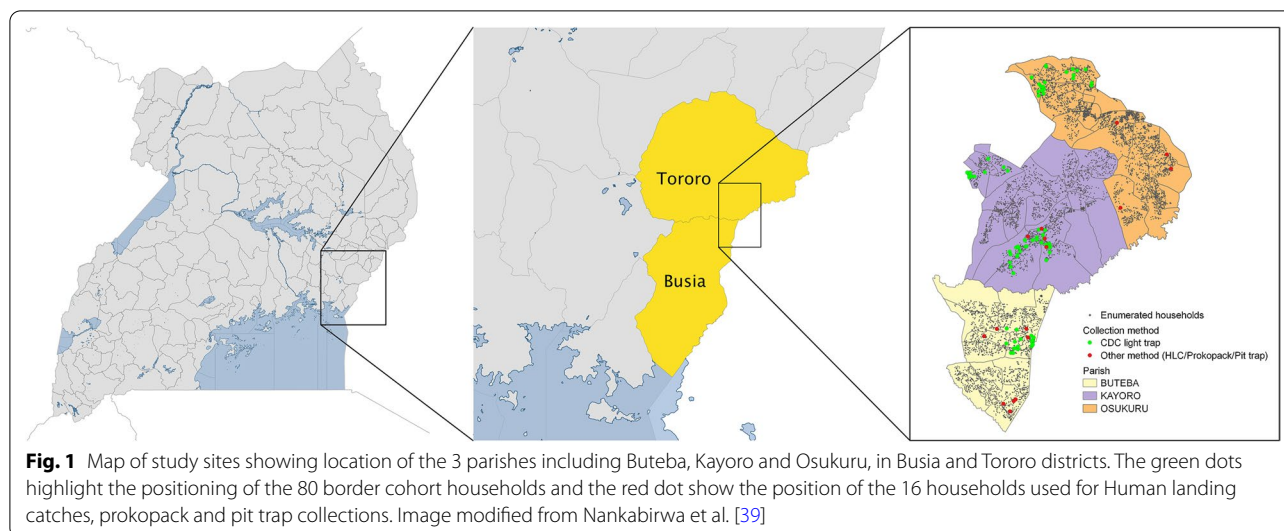 Tororo
Busia
Enumerated households
Collection method
CDC light trap
Other method (HLC/Prokopack/Pit trap)
Parish
BUTEBA
KAYORO
OSUKURU
Fig. 1 Map of study sites showing location of the 3 parishes including Buteba, Kayoro and Osukuru, in Busia and Tororo districts. The green dots
highlight the positioning of the 80 border cohort households and the red dot show the position of the 16 households used for Human landing
catches, prokopack and pit trap collections. Image modified from Nankabirwa et al. [39]